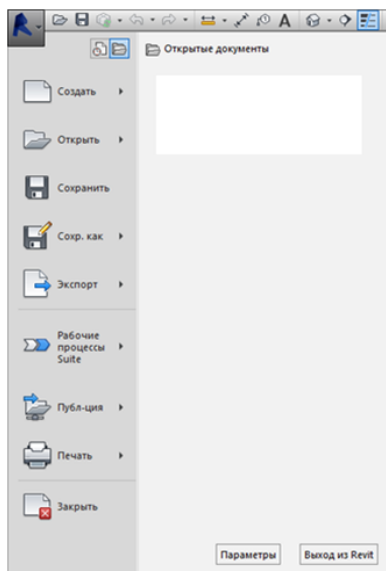 Открытые документы
Создать
Открыть
Сохранить
Сохр. как
Экспорт
Рабочие
процессы
Suite
Публ-ция
Печать
Закрыть
Параметры Выход из Revit